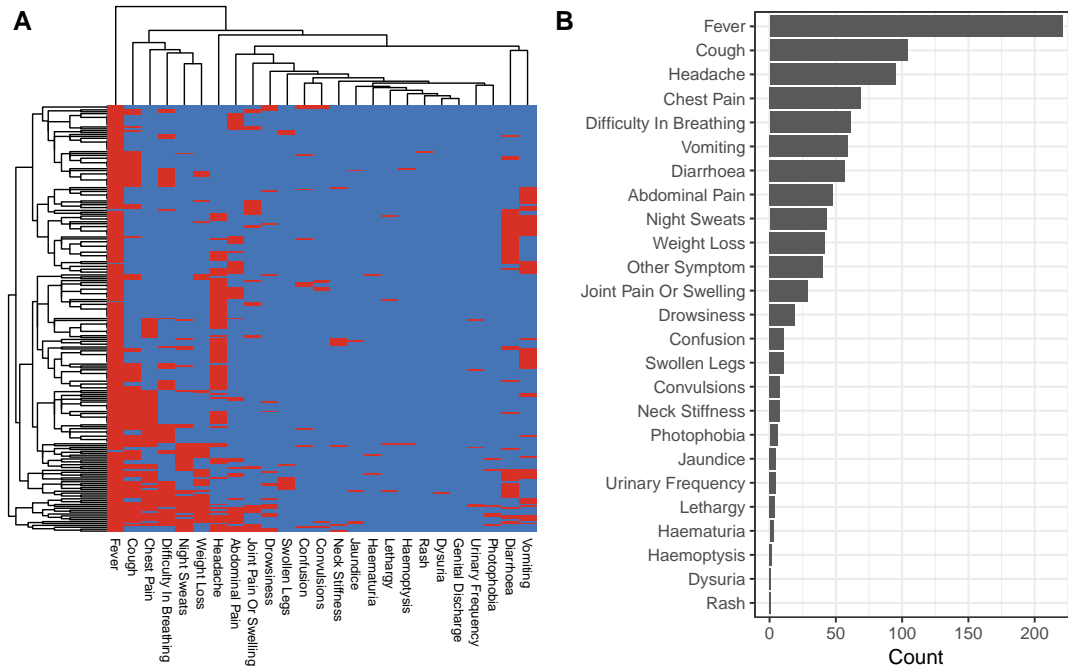 A
Fever
Cough
Chest Pain
Difficulty In Breathing
Night Sweats
Weight Loss
Headache
Abdominal Pain
Joint Pain Or Swelling
Drowsiness
Swollen Legs
Confusion
Convulsions
Neck Stiffness
Jaundice
Haematuria
Lethargy
Haemoptysis
Rash
Dysuria
Genital Discharge
Urinary Frequency
Photophobia
Diarrhoea
Vomiting
B
Fever
Cough
Headache
Chest Pain
Difficulty In Breathing
Vomiting
Diarrhoea
Abdominal Pain
Night Sweats
Weight Loss
Other Symptom
Joint Pain Or Swelling
Drowsiness
Confusion
Swollen Legs
Convulsions
Neck Stiffness
Photophobia
Jaundice
Urinary Frequency
Lethargy
Haematuria
Haemoptysis
Dysuria
Rash
0 50 100 150 200
Count